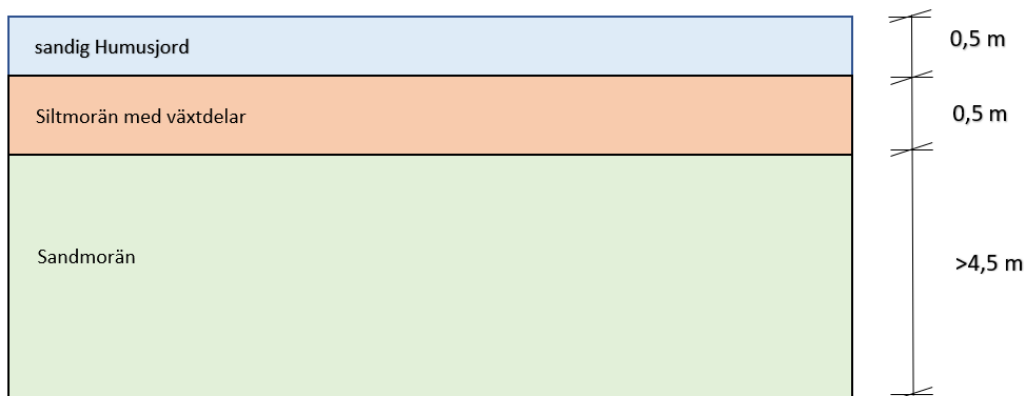 sandig Humusjord
0,5 m
Siltmorän med växtdelar
0,5 m
Sandmorän
>4,5 m